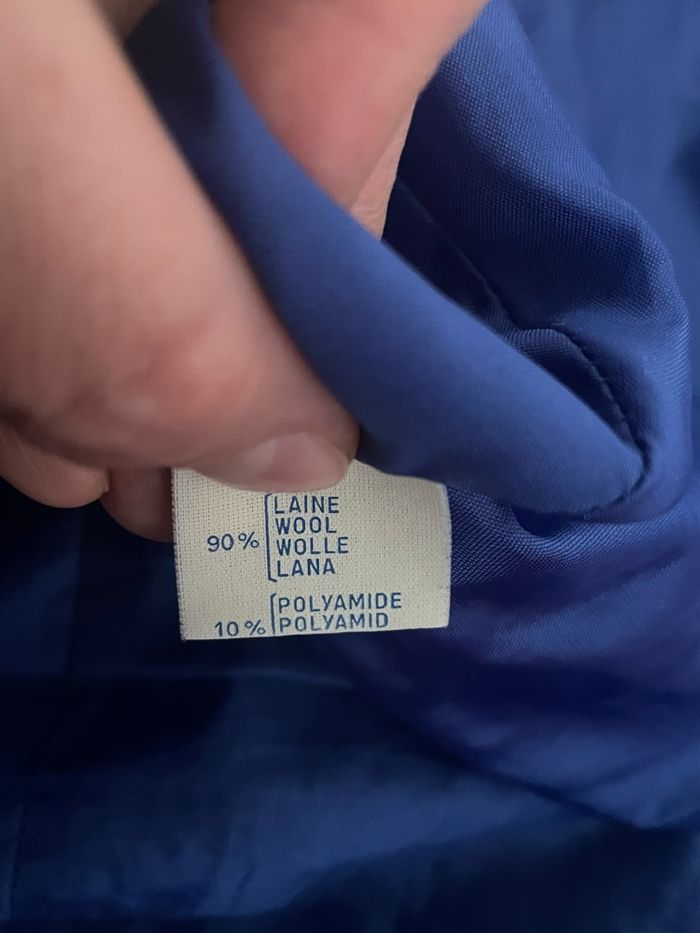 90% LAINE
WOOL
WOLLE
LANA
10% POLYAMIDE
POLYAMID